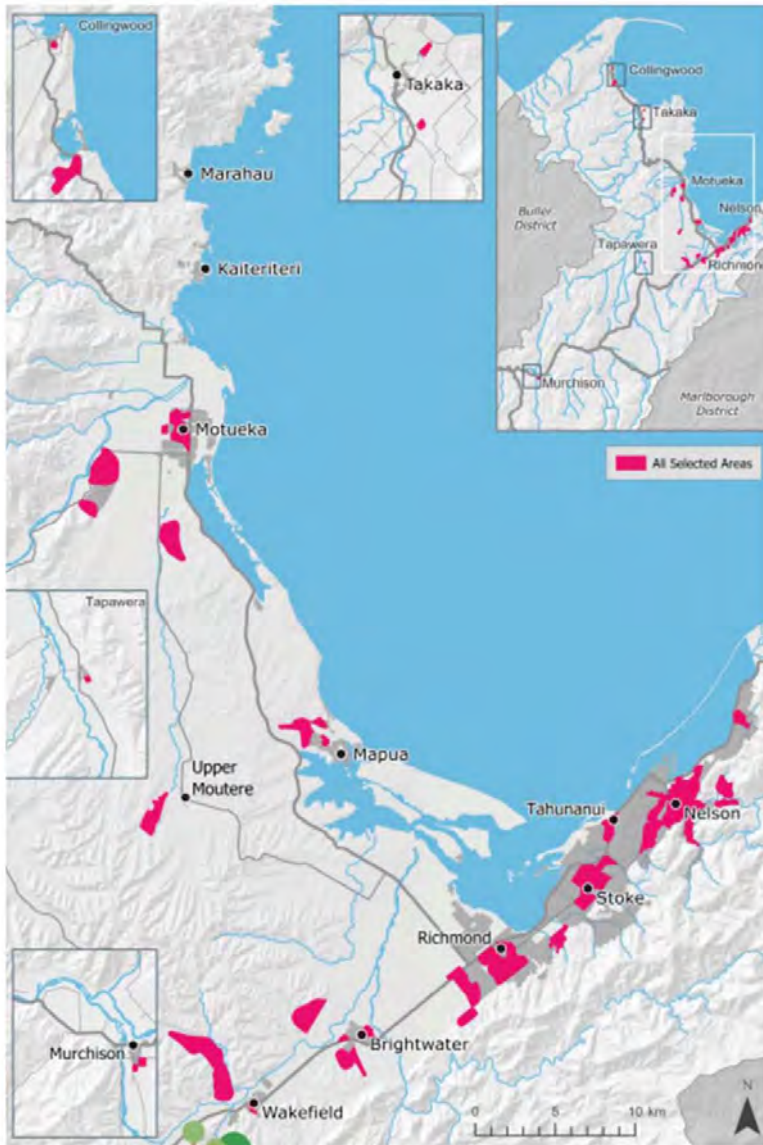 Collingwood
Takaka
Marahau
Kaiteriteri
Motueka
Collingwood
Takaka
Motueka
Nelson
Buller
District
Tapawera
Richmond
Murchison
Marlborough
District
All Selected Areas
Tapawera
Upper
Moutere
Mapua
Tahunanui
Nelson
Stoke
Richmond
Murchison
Brightwater
Wakefield
0 5 10 km
N